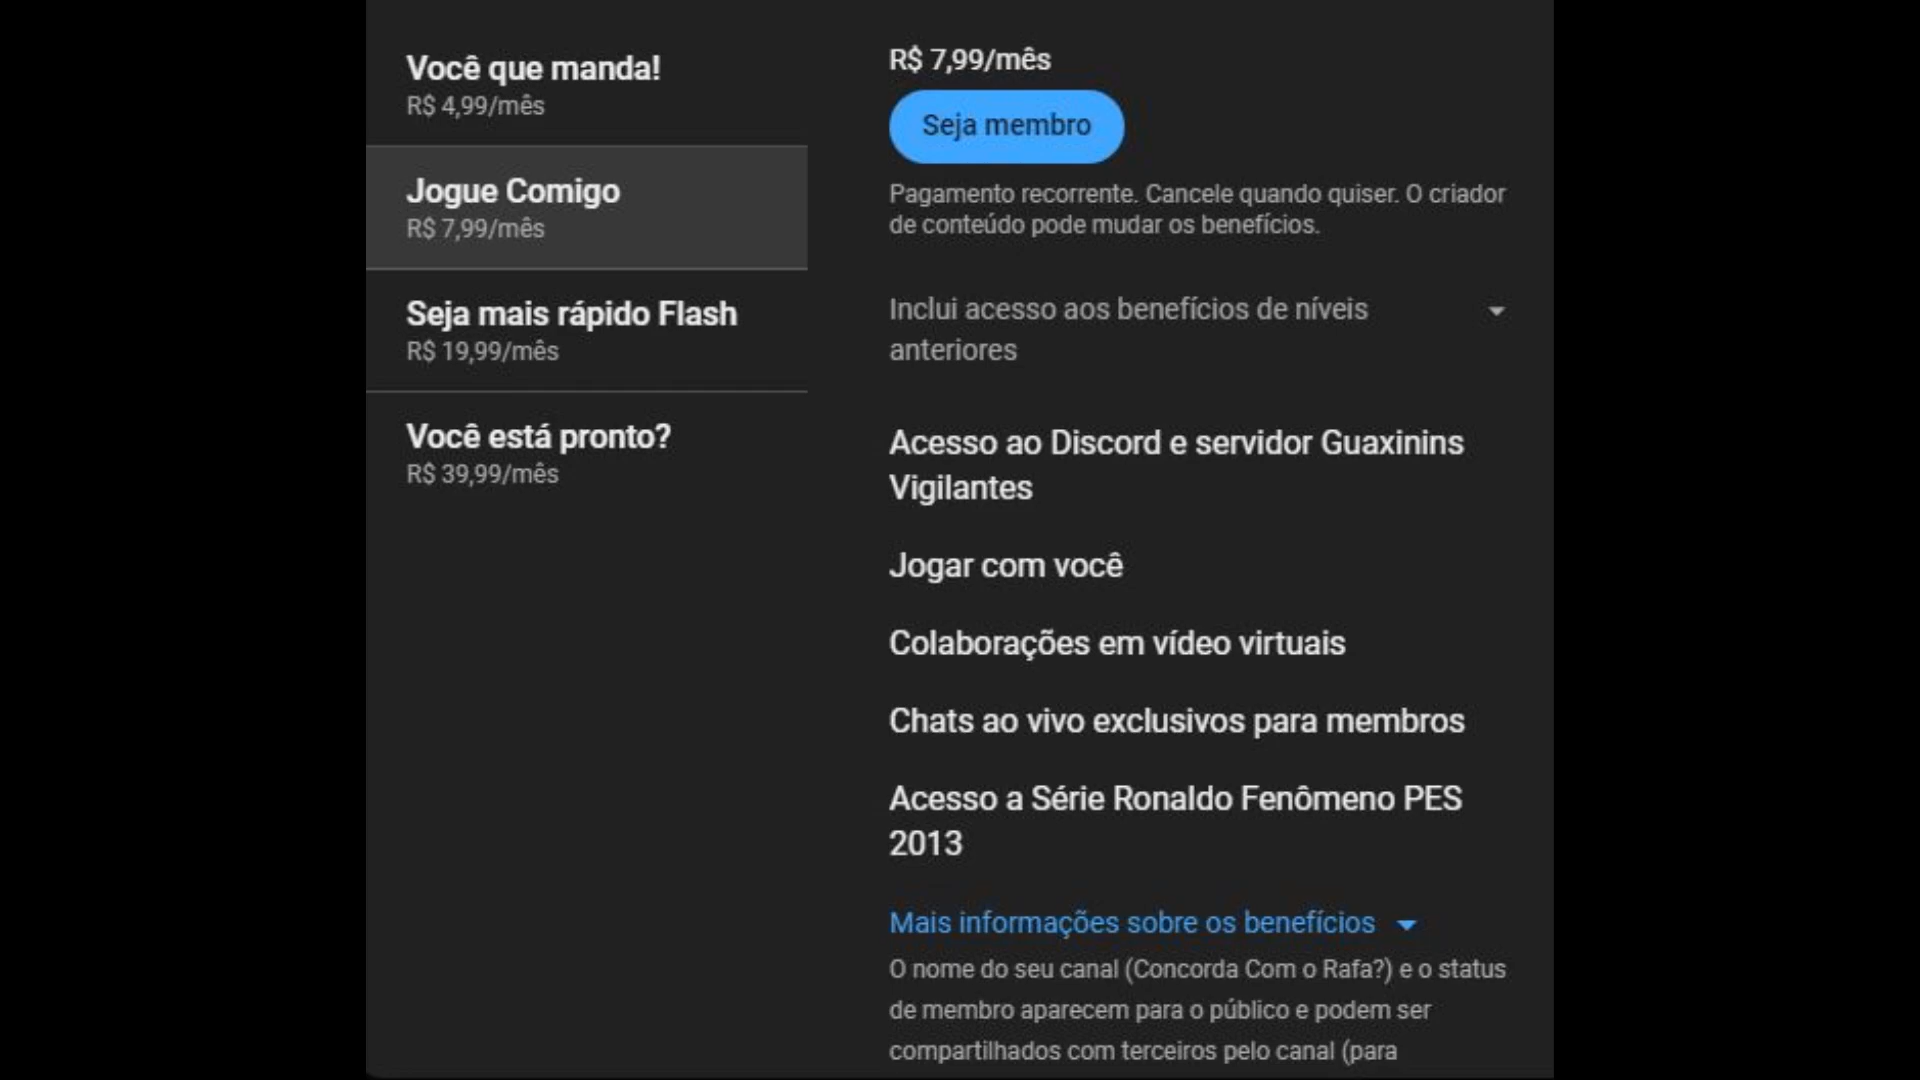 Você que manda!
R$ 4,99/mês
Jogue Comigo
R$ 7,99/mês
Seja mais rápido Flash
R$ 19,99/mês
Você está pronto?
R$ 39,99/mês
R$ 7,99/mês
Seja membro
Pagamento recorrente. Cancele quando quiser. O criador
de conteúdo pode mudar os benefícios.
Inclui acesso aos benefícios de níveis
anteriores
Acesso ao Discord e servidor Guaxinins
Vigilantes
Jogar com você
Colaborações em vídeo virtuais
Chats ao vivo exclusivos para membros
Acesso a Série Ronaldo Fenômeno PES
2013
Mais informações sobre os benefícios
O nome do seu canal (Concorda Com o Rafa?) e o status
de membro aparecem para o público e podem ser
compartilhados com terceiros pelo canal (para